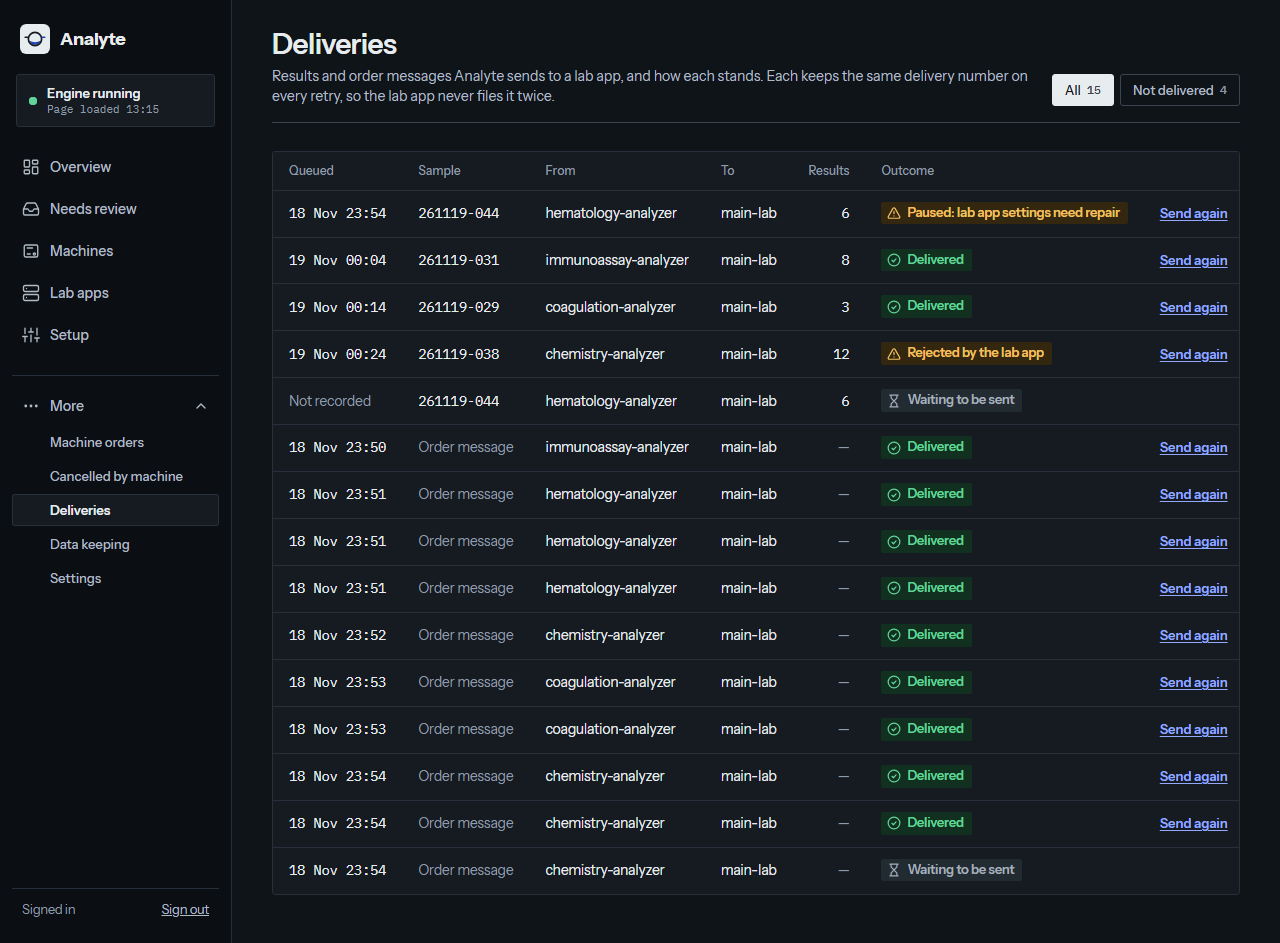 Analyte
Engine running
Page loaded 13:15
Overview
Needs review
Machines
Lab apps
Setup
More
Machine orders
Cancelled by machine
Deliveries
Data keeping
Settings
Signed in Sign out
Deliveries
Results and order messages Analyte sends to a lab app, and how each stands. Each keeps the same delivery number on
every retry, so the lab app never files it twice.
All 15 Not delivered 4
Queued Sample From To Results Outcome
18 Nov 23:54 261119-044 hematology-analyzer main-lab 6 Paused: lab app settings need repair Send again
19 Nov 00:04 261119-031 immunoassay-analyzer main-lab 8 Delivered Send again
19 Nov 00:14 261119-029 coagulation-analyzer main-lab 3 Delivered Send again
19 Nov 00:24 261119-038 chemistry-analyzer main-lab 12 Rejected by the lab app Send again
Not recorded 261119-044 hematology-analyzer main-lab 6 Waiting to be sent
18 Nov 23:50 Order message immunoassay-analyzer main-lab — Delivered Send again
18 Nov 23:51 Order message hematology-analyzer main-lab — Delivered Send again
18 Nov 23:51 Order message hematology-analyzer main-lab — Delivered Send again
18 Nov 23:51 Order message hematology-analyzer main-lab — Delivered Send again
18 Nov 23:52 Order message chemistry-analyzer main-lab — Delivered Send again
18 Nov 23:53 Order message coagulation-analyzer main-lab — Delivered Send again
18 Nov 23:53 Order message coagulation-analyzer main-lab — Delivered Send again
18 Nov 23:54 Order message chemistry-analyzer main-lab — Delivered Send again
18 Nov 23:54 Order message chemistry-analyzer main-lab — Delivered Send again
18 Nov 23:54 Order message chemistry-analyzer main-lab — Waiting to be sent